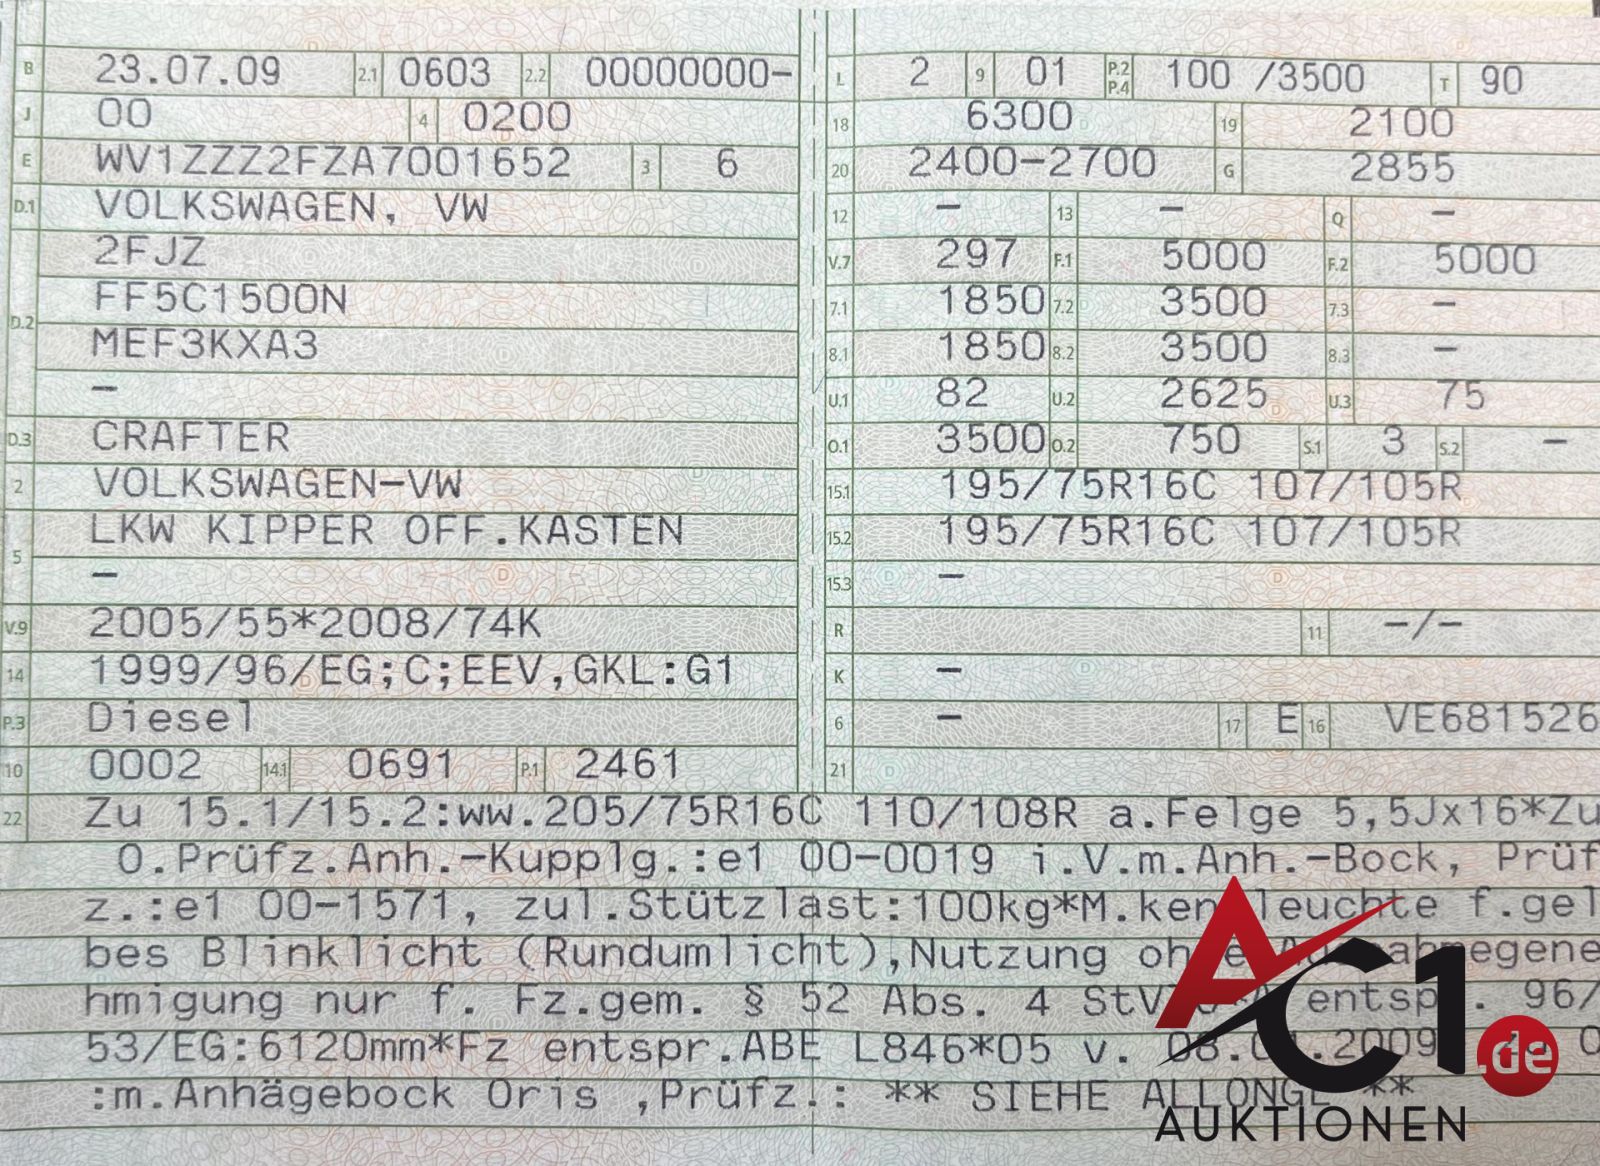 B 23.07.09 2.1 0603 2.2 00000000-
J 00 4 0200
E WV1ZZZ2FZA7001652 3 6
D.1 VOLKSWAGEN, VW
2FJZ
D.2 FF5C1500N
MEF3KXA3
-
D.3 CRAFTER
2 VOLKSWAGEN-VW
5 LKW KIPPER OFF.KASTEN
-
V.9 2005/55*2008/74K
14 1999/96/EG;C;EEV,GKL:G1
P.3 Diesel
10 0002 14.1 0691 P.1 2461
L 2 9 01 P.2 P.4 100 /3500 T 90
18 6300 19 2100
20 2400-2700 G 2855
12 - 13 - Q -
V.7 297 F.1 5000 F.2 5000
7.1 1850 7.2 3500 7.3 -
8.1 1850 8.2 3500 8.3 -
U.1 82 U.2 2625 U.3 75
O.1 3500 O.2 750 S.1 3 S.2 -
15.1 195/75R16C 107/105R
15.2 195/75R16C 107/105R
15.3 -
R 11 -/-
K -
6 - 17 E 16 VE681526
21
22 Zu 15.1/15.2:ww.205/75R16C 110/108R a.Felge 5,5Jx16*Zu
O.Prüfz.Anh.-Kupplg.:e1 00-0019 i.V.m.Anh.-Bock, Prüf
z.:e1 00-1571, zul.Stützlast:100kg*M.kennleuchte f.gel
bes Blinklicht (Rundumlicht),Nutzung ohne Ausnahmegene
hmigung nur f. Fz.gem. § 52 Abs. 4 entspr. 96/
53/EG:6120mm*Fz entspr.ABE L846*05 v.
:m.Anhägebock Oris ,Prüfz.: ** SIEHE ALLONGE **
AC1.de
AUKTIONEN